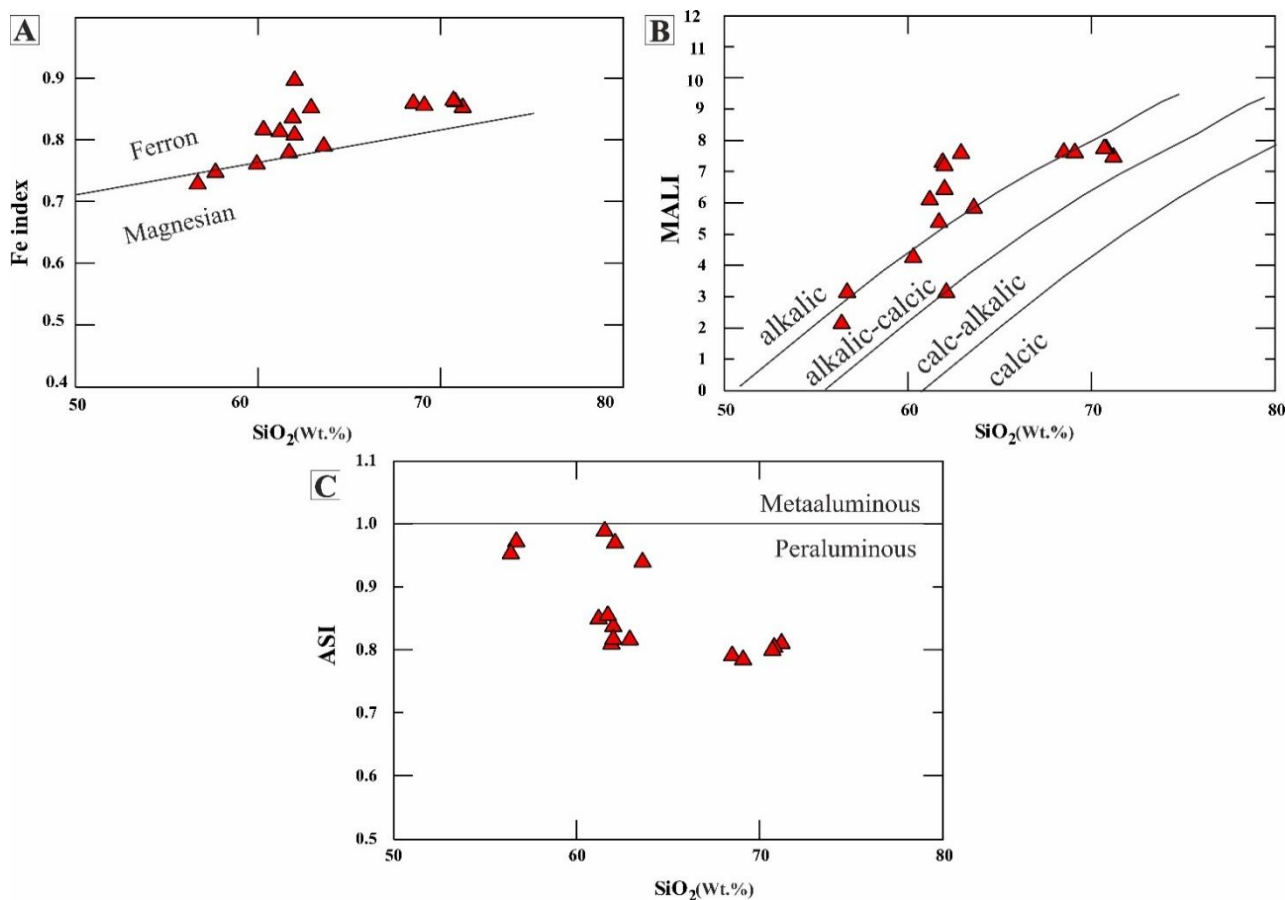 A
0.9
0.8
0.7
0.6
0.5
0.4
Fe index
Ferron
Magnesian
50
60
70
80
SiO2(Wt.%)
B
12
11
10
9
8
7
6
5
4
3
2
1
0
MALI
alkalic
alkalic-calcic
calc-alkalic
calcic
60
70
80
50
SiO2(Wt.%)
C
1.1
1.0
0.9
0.8
0.7
0.6
0.5
ASI
Metaaluminous
Peraluminous
50
60
70
80
SiO2(Wt.%)